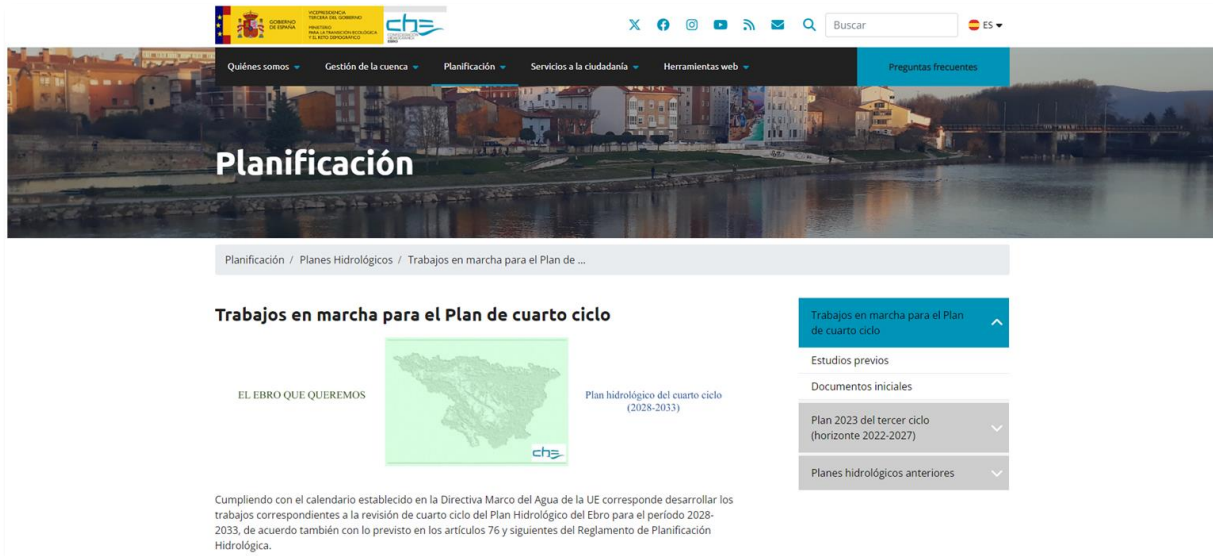 GOBIERNO
DE ESPAÑA
VICEPRESIDENCIA
TERCERA DEL GOBIERNO
MINISTERIO
PARA LA TRANSICIÓN ECOLÓGICA
Y EL RETO DEMOGRÁFICO
che
Buscar
ES
Quiénes somos
Gestión de la cuenca
Planificación
Servicios a la ciudadanía
Herramientas web
Preguntas frecuentes
Planificación
Planificación / Planes Hidrológicos / Trabajos en marcha para el Plan de ...
Trabajos en marcha para el Plan de cuarto ciclo
EL EBRO QUE QUEREMOS
che
Plan hidrológico del cuarto ciclo
(2028-2033)
Cumpliendo con el calendario establecido en la Directiva Marco del Agua de la UE corresponde desarrollar los
trabajos correspondientes a la revisión de cuarto ciclo del Plan Hidrológico del Ebro para el período 2028-
2033, de acuerdo también con lo previsto en los artículos 76 y siguientes del Reglamento de Planificación
Hidrológica.
Trabajos en marcha para el Plan
de cuarto ciclo
Estudios previos
Documentos iniciales
Plan 2023 del tercer ciclo
(horizonte 2022-2027)
Planes hidrológicos anteriores